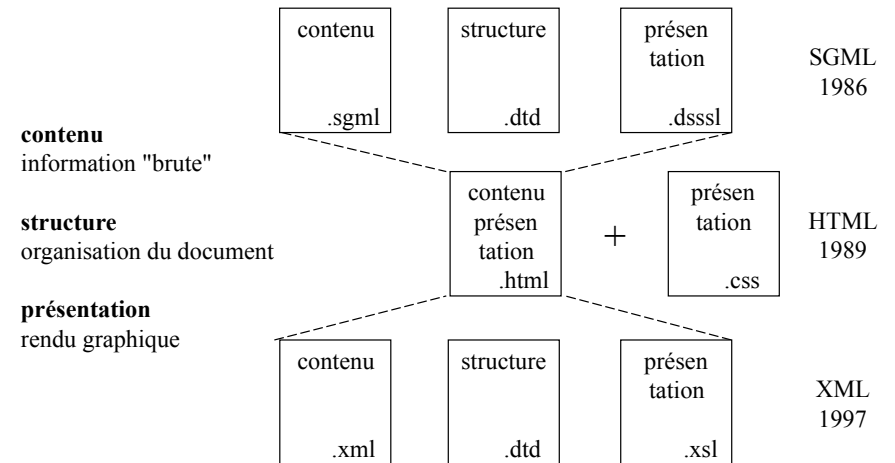 contenu
.sgml
structure
.dtd
présen
tation
.dsssl
SGML
1986
contenu
information "brute"
structure
organisation du document
présentation
rendu graphique
contenu
présen
tation
.html
+
présen
tation
.css
HTML
1989
contenu
.xml
structure
.dtd
présen
tation
.xsl
XML
1997